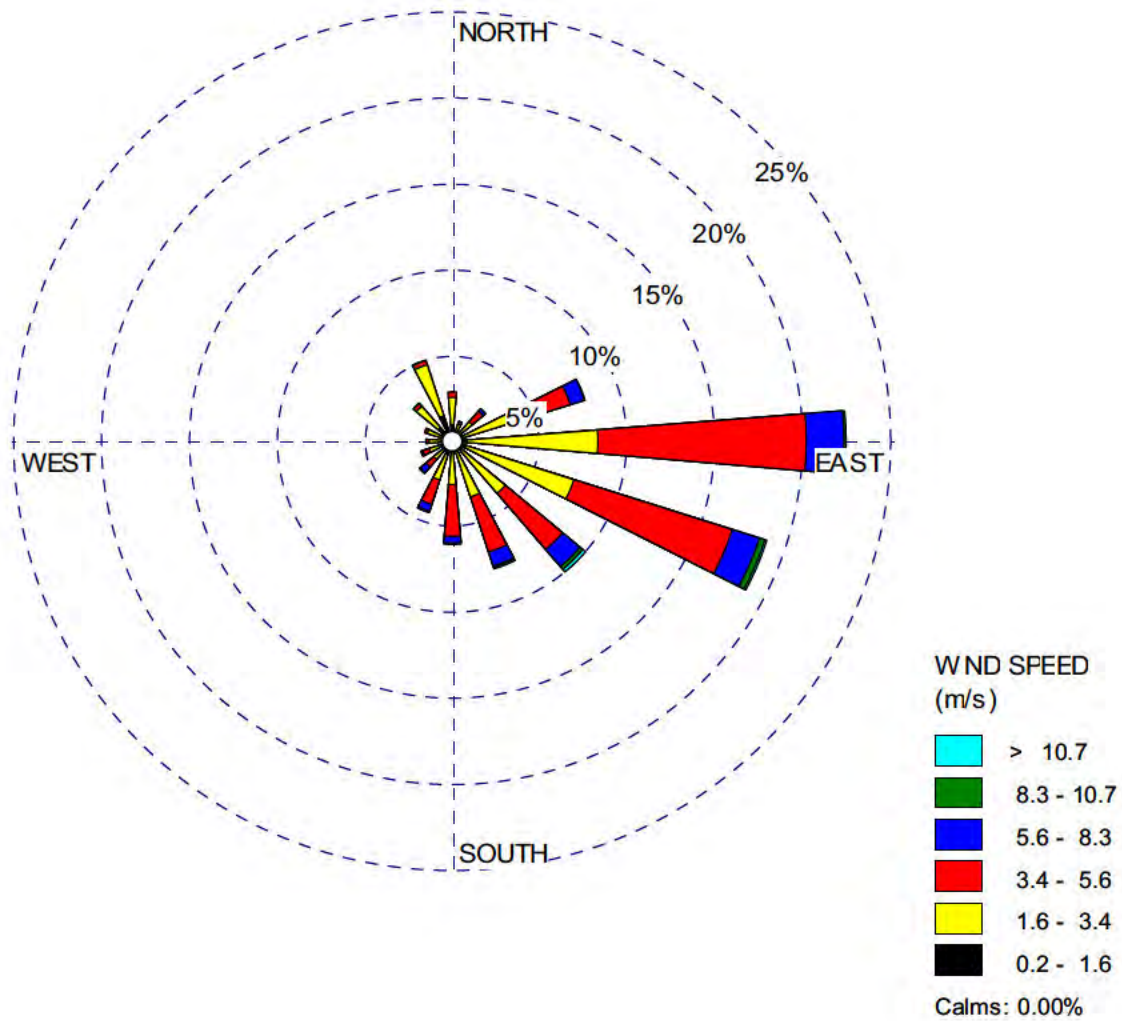 NORTH
25%
20%
15%
10%
5%
WEST
EAST
SOUTH
WND SPEED
(m/s)
> 10.7
8.3 - 10.7
5.6 - 8.3
3.4 - 5.6
1.6 - 3.4
0.2 - 1.6
Calms: 0.00%